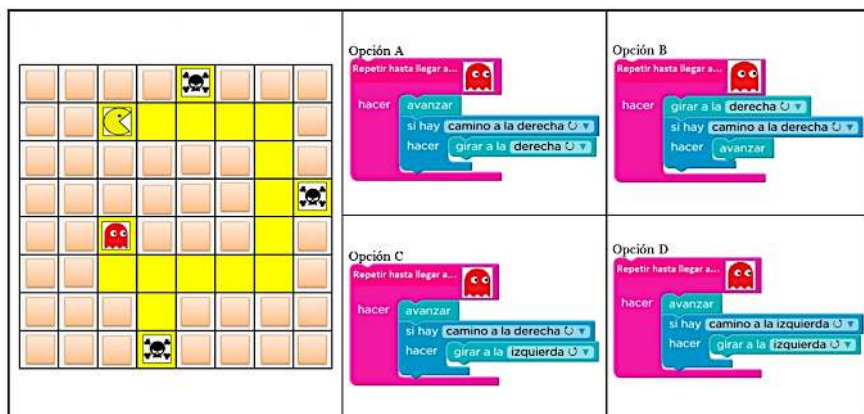 Opción A
Repetir hasta llegar a...
hacer avanzar
si hay camino a la derecha ↻ ▼
hacer girar a la derecha ↻ ▼
Opción B
Repetir hasta llegar a...
hacer girar a la derecha ↻ ▼
si hay camino a la derecha ↻ ▼
hacer avanzar
Opción C
Repetir hasta llegar a...
hacer avanzar
si hay camino a la derecha ↻ ▼
hacer girar a la izquierda ↺ ▼
Opción D
Repetir hasta llegar a...
hacer avanzar
si hay camino a la izquierda ↺ ▼
hacer girar a la izquierda ↺ ▼